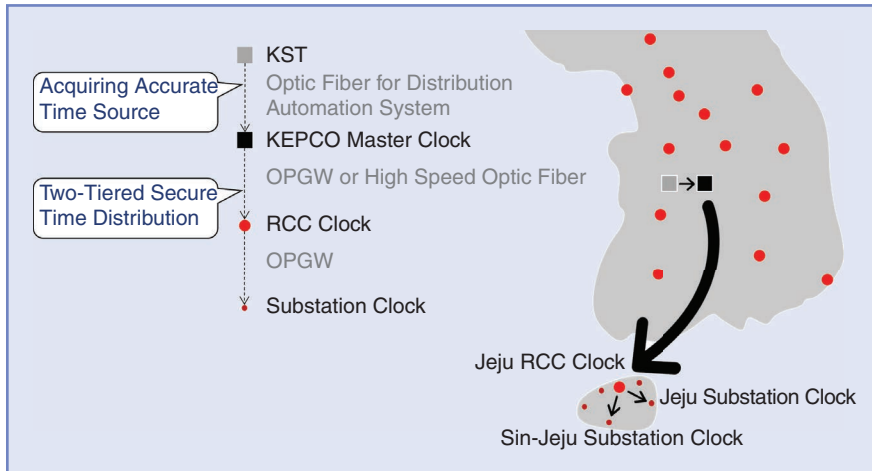 KST
Acquiring Accurate
Time Source
Optic Fiber for Distribution
Automation System
KEPCO Master Clock
OPGW or High Speed Optic Fiber
Two-Tiered Secure
Time Distribution
RCC Clock
OPGW
Substation Clock
Jeju RCC Clock
Jeju Substation Clock
Sin-Jeju Substation Clock